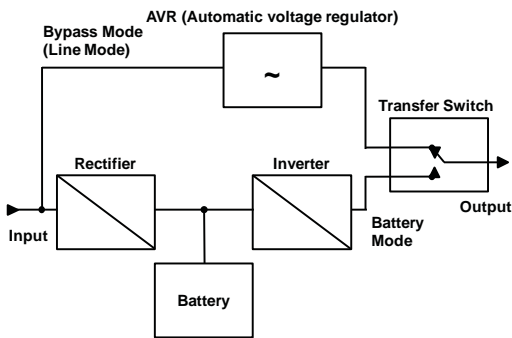 AVR (Automatic voltage regulator)
Bypass Mode
(Line Mode)
~
Transfer Switch
Rectifier
Inverter
Input
Output
Battery
Mode
Battery